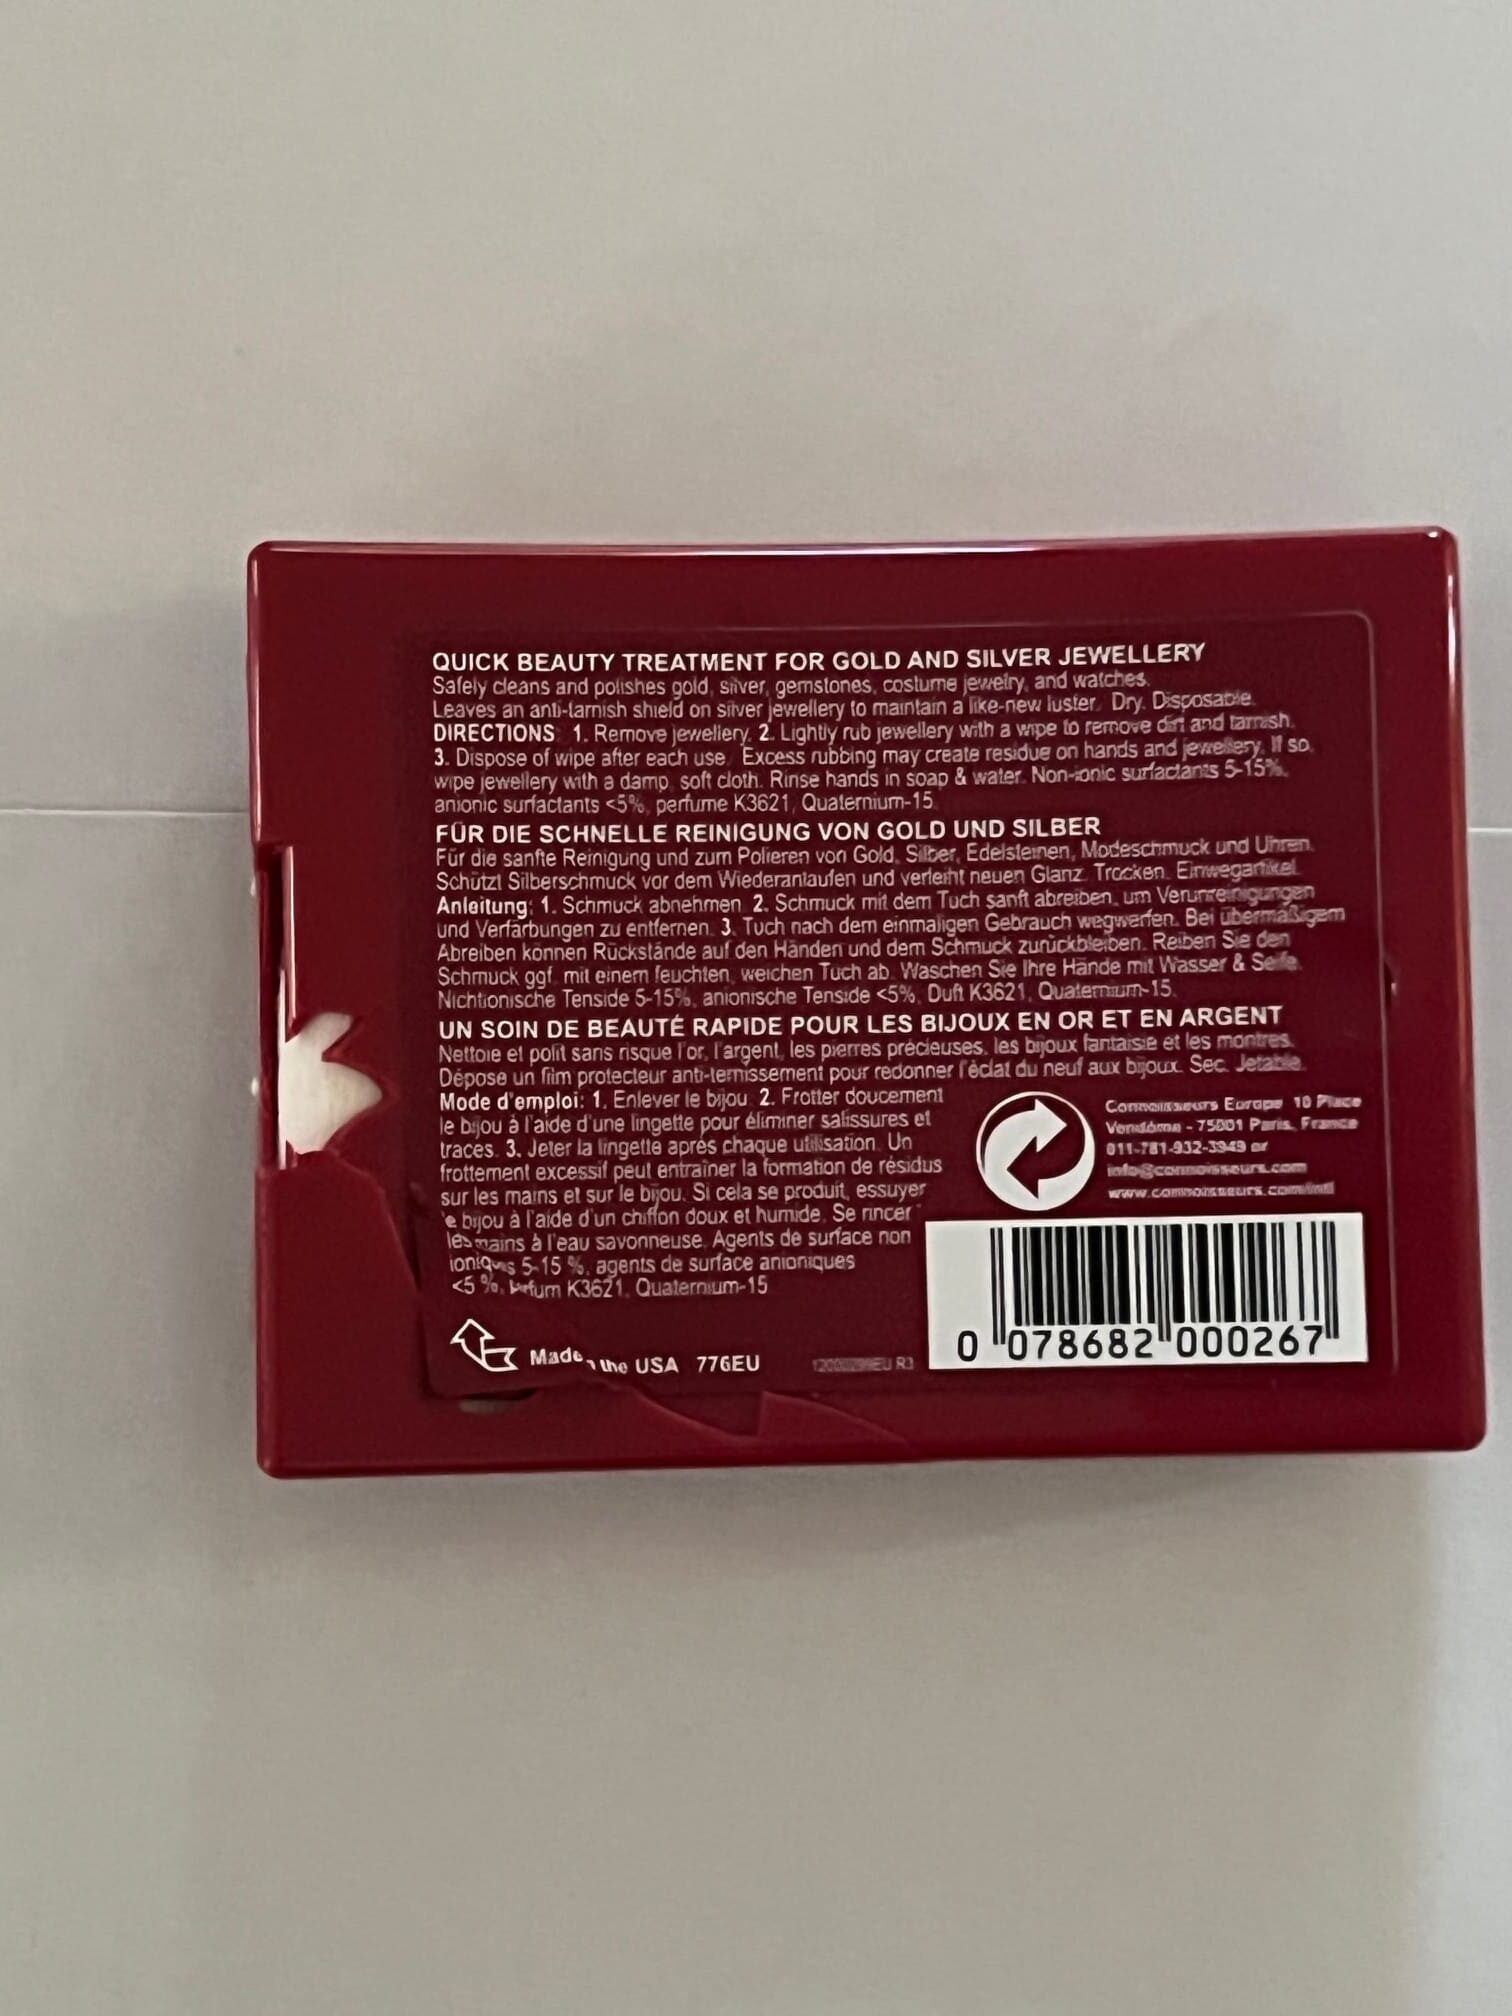 QUICK BEAUTY TREATMENT FOR GOLD AND SILVER JEWELLERY
Safely cleans and polishes gold, silver, gemstones, costume jewelry, and watches.
Leaves an anti-tarnish shield on silver jewellery to maintain a like-new luster. Dry. Disposable.
DIRECTIONS 1. Remove jewellery. 2. Lightly rub jewellery with a wipe to remove dirt and tarnish.
3. Dispose of wipe after each use. Excess rubbing may create residue on hands and jewellery. If so,
wipe jewellery with a damp, soft cloth. Rinse hands in soap & water. Non-ionic surfactants 5-15%,
anionic surfactants <5%, perfume K3621, Quaternium-15.
FÜR DIE SCHNELLE REINIGUNG VON GOLD UND SILBER
Für die sanfte Reinigung und zum Polieren von Gold, Silber, Edelsteinen, Modeschmuck und Uhren.
Schützt Silberschmuck vor dem Wiederanlaufen und verleiht neuen Glanz. Trocken. Einwegartikel.
Anleitung: 1. Schmuck abnehmen. 2. Schmuck mit dem Tuch sanft abreiben, um Verunreinigungen
und Verfärbungen zu entfernen. 3. Tuch nach dem einmaligen Gebrauch wegwerfen. Bei übermäßigem
Abreiben können Rückstände auf den Händen und dem Schmuck zurückbleiben. Reiben Sie den
Schmuck ggf. mit einem feuchten, weichen Tuch ab. Waschen Sie Ihre Hände mit Wasser & Seife.
Nichtionische Tenside 5-15%, anionische Tenside <5%, Duft K3621, Quaternium-15.
UN SOIN DE BEAUTÉ RAPIDE POUR LES BIJOUX EN OR ET EN ARGENT
Nettoie et polit sans risque l'or, l'argent, les pierres précieuses, les bijoux fantaisie et les montres.
Dépose un film protecteur anti-ternissement pour redonner l'éclat du neuf aux bijoux. Sec. Jetable.
Mode d'emploi: 1. Enlever le bijou. 2. Frotter doucement
le bijou à l'aide d'une lingette pour éliminer salissures et
traces. 3. Jeter la lingette après chaque utilisation. Un
frottement excessif peut entraîner la formation de résidus
sur les mains et sur le bijou. Si cela se produit, essuyer
e bijou à l'aide d'un chiffon doux et humide. Se rincer
les mains à l'eau savonneuse. Agents de surface non
ioniques 5-15 %, agents de surface anioniques
<5 %, K3621, Quaternium-15
Connoisseurs Europe 10 Place
Vendôme - 75001 Paris, France
011-781-932-3949 or
info@connoisseurs.com
www.connoisseurs.com/intl
0 078682 000267
Made the USA 776EU